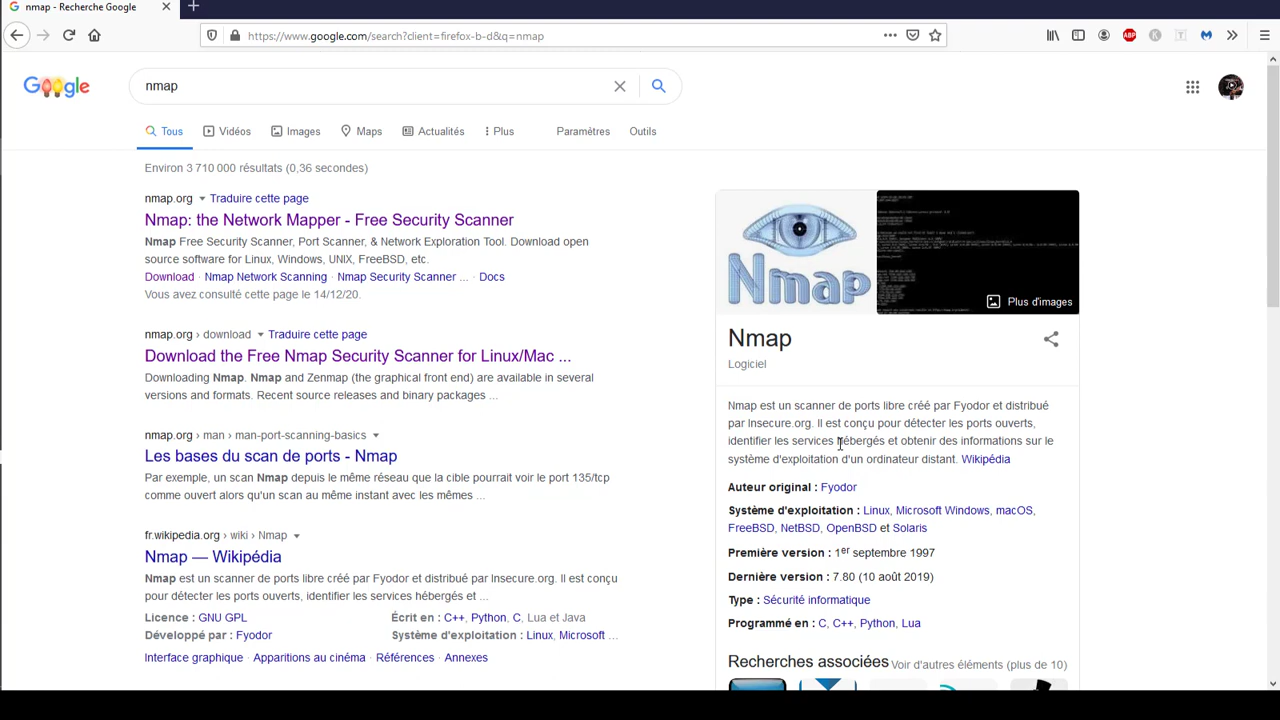 nmap - Recherche Google
https://www.google.com/search?client=firefox-b-d&q=nmap
Google
nmap
Tous Vidéos Images Maps Actualités Plus Paramètres Outils
Environ 3 710 000 résultats (0,36 secondes)
nmap.org Traduire cette page
Nmap: the Network Mapper - Free Security Scanner
Nmap Free Security Scanner, Port Scanner, & Network Exploration Tool. Download open
source software for Linux, Windows, UNIX, FreeBSD, etc.
Download · Nmap Network Scanning · Nmap Security Scanner ... · Docs
Vous avez consulté cette page le 14/12/20.
nmap.org › download Traduire cette page
Download the Free Nmap Security Scanner for Linux/Mac ...
Downloading Nmap. Nmap and Zenmap (the graphical front end) are available in several
versions and formats. Recent source releases and binary packages ...
nmap.org › man › man-port-scanning-basics
Les bases du scan de ports - Nmap
Par exemple, un scan Nmap depuis le même réseau que la cible pourrait voir le port 135/tcp
comme ouvert alors qu'un scan au même instant avec les mêmes ...
fr.wikipedia.org › wiki › Nmap
Nmap — Wikipédia
Nmap est un scanner de ports libre créé par Fyodor et distribué par Insecure.org. Il est conçu
pour détecter les ports ouverts, identifier les services hébergés et ...
Licence : GNU GPL Écrit en : C++, Python, C, Lua et Java
Développé par : Fyodor Système d'exploitation : Linux, Microsoft ...
Interface graphique · Apparitions au cinéma · Références · Annexes
Nmap
Plus d'images
Nmap
Logiciel
Nmap est un scanner de ports libre créé par Fyodor et distribué
par Insecure.org. Il est conçu pour détecter les ports ouverts,
identifier les services hébergés et obtenir des informations sur le
système d'exploitation d'un ordinateur distant. Wikipédia
Auteur original : Fyodor
Système d'exploitation : Linux, Microsoft Windows, macOS,
FreeBSD, NetBSD, OpenBSD et Solaris
Première version : 1er septembre 1997
Dernière version : 7.80 (10 août 2019)
Type : Sécurité informatique
Programmé en : C, C++, Python, Lua
Recherches associées Voir d'autres éléments (plus de 10)